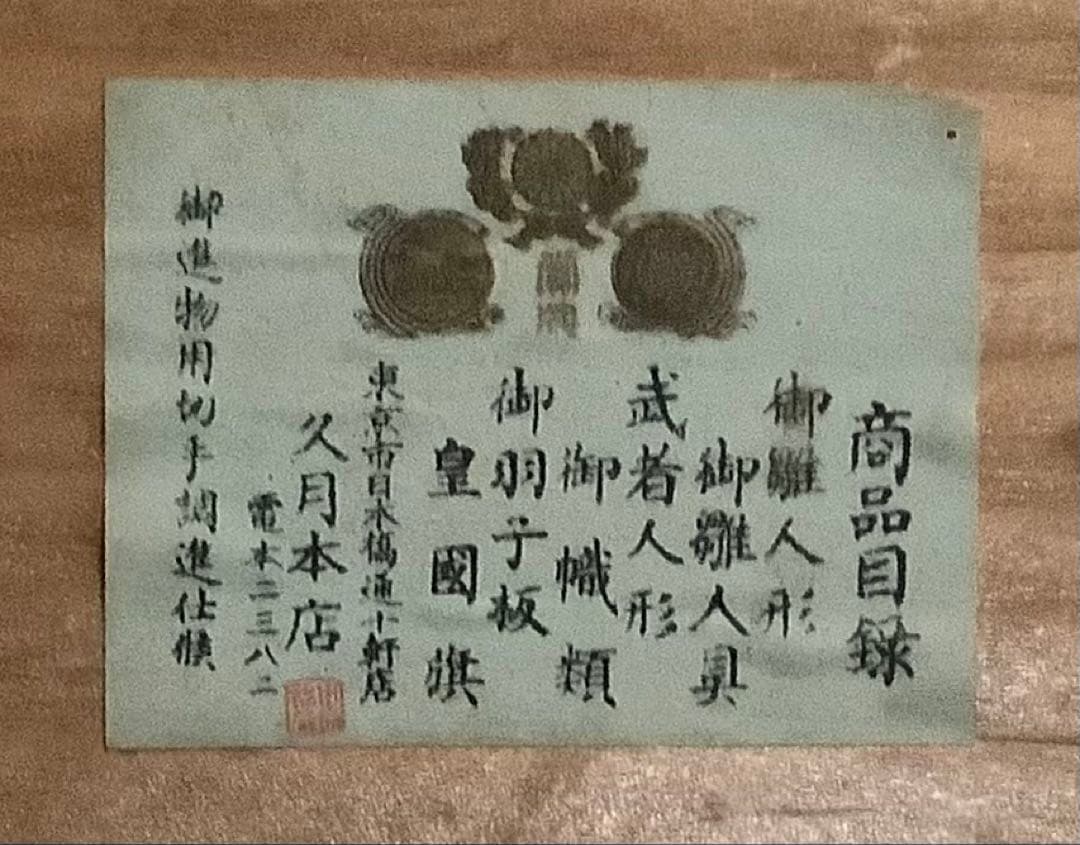 商品目録
御雛人形
御雛人具
武者人形
御幟類
御羽子板
皇國旗
東京市日本橋通十軒店
久月本店
電本二三八二
御進物用切手調進仕候